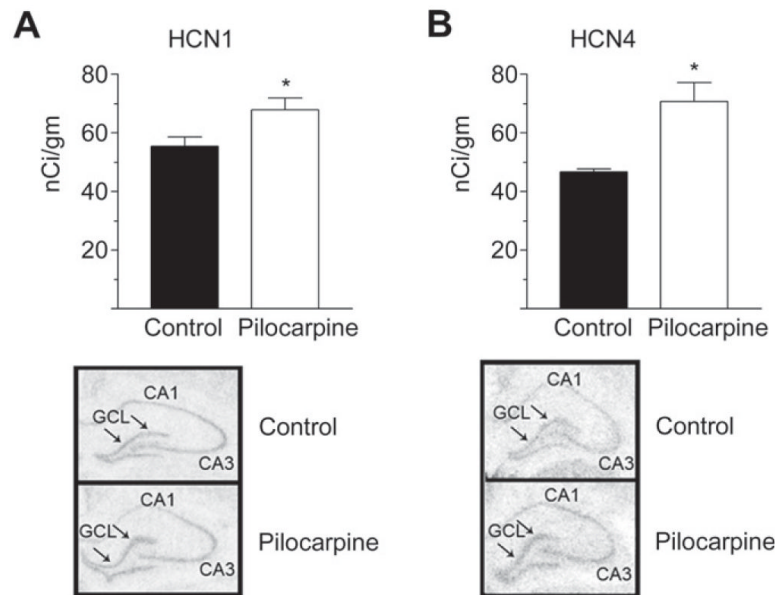 A
HCN1
nCi/gm
80
60
40
20
*
Control Pilocarpine
CA1
GCL
CA3
Control
CA1
GCL
CA3
Pilocarpine
B
HCN4
nCi/gm
80
60
40
20
*
Control Pilocarpine
CA1
GCL
CA3
Control
CA1
GCL
CA3
Pilocarpine